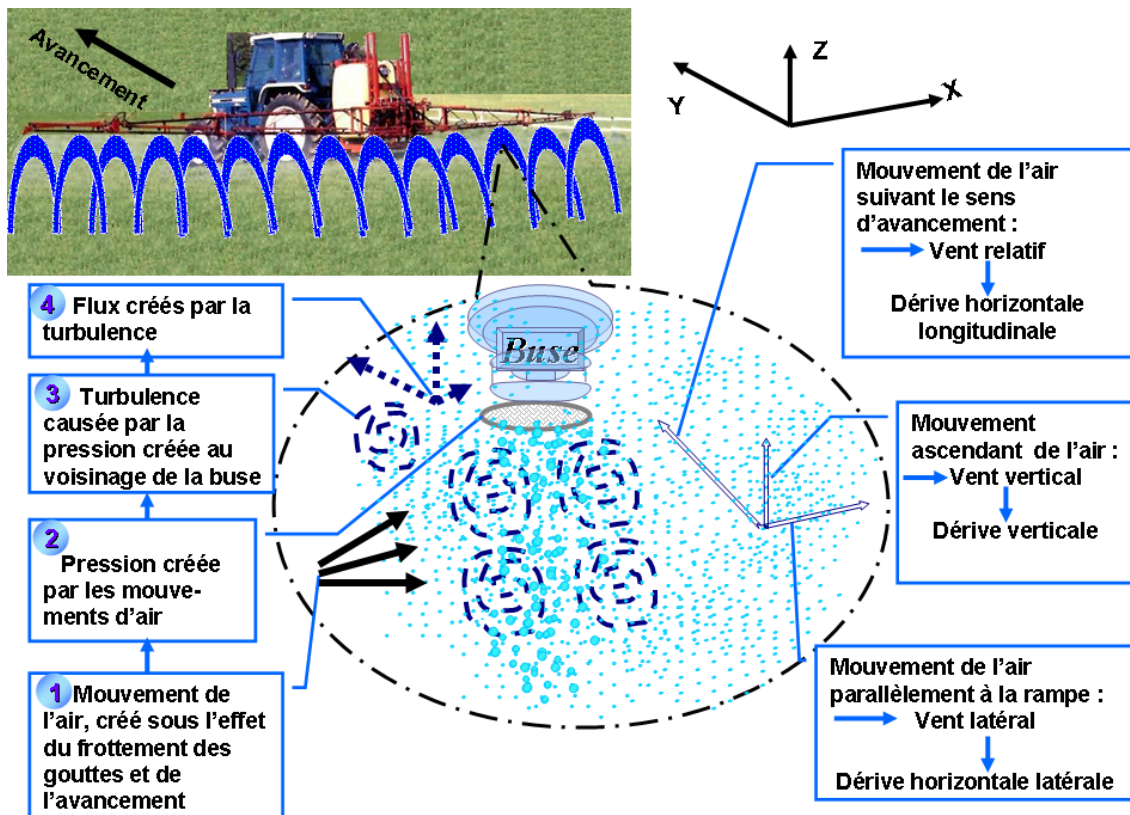 Avancement
Z
Y
X
4 Flux créés par la
turbulence
3 Turbulence
causée par la
pression créée au
voisinage de la buse
2
Pression créée
par les mouve-
ments d'air
1 Mouvement de
l'air, créé sous l'effet
du frottement des
gouttes et de
l'avancement
Buse
Mouvement de l'air
suivant le sens
d'avancement :
Vent relatif
Dérive horizontale
longitudinale
Mouvement
ascendant de l'air :
Vent vertical
Dérive verticale
Mouvement de l'air
parallèlement à la rampe :
Vent latéral
Dérive horizontale latérale